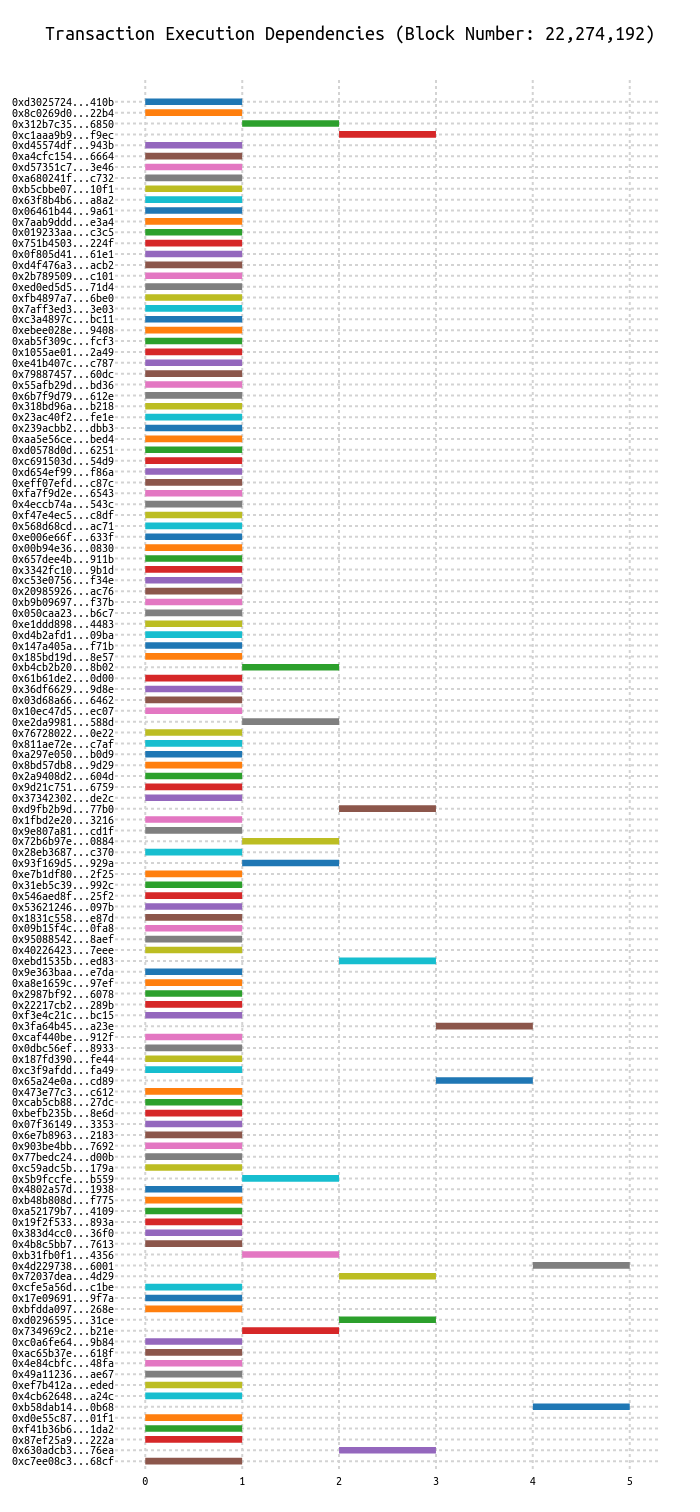 Transaction Execution Dependencies (Block Number: 22,274,192)
0xd3025724...410b
0x8c0269d0...22b4
0x312b7c35...6850
0xc1aaa9b9...f9ec
0xd45574df...943b
0xa4cfc154...6664
0xd57351c7...3e46
0xa680241f...c732
0xb5cbbe07...10f1
0x63f8b4b6...a8a2
0x06461b44...9a61
0x7aab9ddd...e3a4
0x019233aa...c3c5
0x751b4503...224f
0x0f805d41...61e1
0xd4f476a3...acb2
0x2b789509...c101
0xed0ed5d5...71d4
0xfb4897a7...6be0
0x7aff3ed3...3e03
0xc3a4897c...bc11
0xebee028e...9408
0xab5f309c...fcf3
0x1055ae01...2a49
0xe41b407c...c787
0x79887457...60dc
0x55afb29d...bd36
0x6b7f9d79...612e
0x318bd96a...b218
0x23ac40f2...fe1e
0x239acbb2...dbb3
0xaa5e56ce...bed4
0xd0578d0d...6251
0xc691503d...54d9
0xd654ef99...f86a
0xeff07efd...c87c
0xfa7f9d2e...6543
0x4eccb74a...543c
0xf47e4ec5...c8df
0x568d68cd...ac71
0xe006e66f...633f
0x00b94e36...0830
0x657dee4b...911b
0x3342fc10...9b1d
0xc53e0756...f34e
0x20985926...ac76
0xb9b09697...f37b
0x050caa23...b6c7
0xe1ddd898...4483
0xd4b2afd1...09ba
0x147a405a...f71b
0x185bd19d...8e57
0xb4cb2b20...8b02
0x61b61de2...0d00
0x36df6629...9d8e
0x03d68a66...6462
0x10ec47d5...ec07
0xe2da9981...588d
0x76728022...0e22
0x811ae72e...c7af
0xa297e050...b0d9
0x8bd57db8...9d29
0x2a9408d2...604d
0x9d21c751...6759
0x37342302...de2c
0xd9fb2b9d...77b0
0x1fbd2e20...3216
0x9e807a81...cd1f
0x72b6b97e...0884
0x28eb3687...c370
0x93f169d5...929a
0xe7b1df80...2f25
0x31eb5c39...992c
0x546aed8f...25f2
0x53621246...097b
0x1831c558...e87d
0x09b15f4c...0fa8
0x95088542...8aef
0x40226423...7eee
0xebd1535b...ed83
0x9e363baa...e7da
0xa8e1659c...97ef
0x2987bf92...6078
0x22217cb2...289b
0xf3e4c21c...bc15
0x3fa64b45...a23e
0xcaf440be...912f
0x0dbc56ef...8933
0x187fd390...fe44
0xc3f9afdd...fa49
0x65a24e0a...cd89
0x473e77c3...c612
0xcab5cb88...27dc
0xbefb235b...8e6d
0x07f36149...3353
0x6e7b8963...2183
0x903be4bb...7692
0x77bedc24...d00b
0xc59adc5b...179a
0x5b9fccfe...b559
0x4802a57d...1938
0xb48b808d...f775
0xa52179b7...4109
0x19f2f533...893a
0x383d4cc0...36f0
0x4b8c5bb7...7613
0xb31fb0f1...4356
0x4d229738...6001
0x72037dea...4d29
0xcfe5a56d...c1be
0x17e09691...9f7a
0xbfdda097...268e
0xd0296595...31ce
0x734969c2...b21e
0xc0a6fe64...9b84
0xac65b37e...618f
0x4e84cbfc...48fa
0x49a11236...ae67
0xef7b412a...eded
0x4cb62648...a24c
0xb58dab14...0b68
0xd0e55c87...01f1
0xf41b36b6...1da2
0x87ef25a9...222a
0x630adcb3...76ea
0xc7ee08c3...68cf
0 1 2 3 4 5